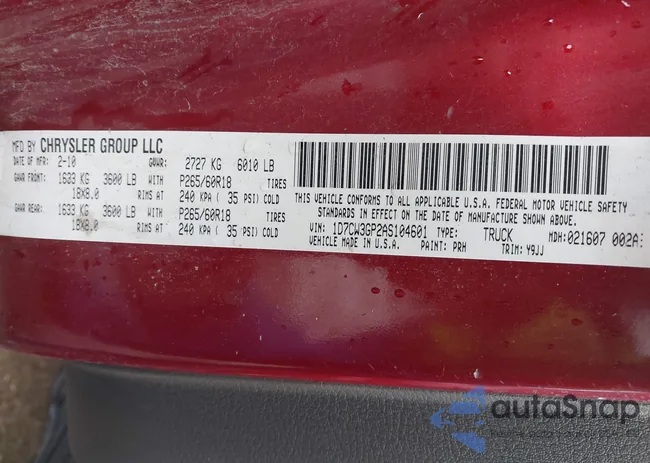 MFD BY CHRYSLER GROUP LLC
DATE OF MFR: 2-10 GVWR: 2727 KG 6010 LB
GAWR FRONT: 1633 KG 3600 LB WITH P265/60R18 TIRES
18X8.0 RIMS AT 240 KPA ( 35 PSI) COLD
GAWR REAR: 1633 KG 3600 LB WITH P265/60R18 TIRES
18X8.0 RIMS AT 240 KPA ( 35 PSI) COLD
THIS VEHICLE CONFORMS TO ALL APPLICABLE U.S.A. FEDERAL MOTOR VEHICLE SAFETY
STANDARDS IN EFFECT ON THE DATE OF MANUFACTURE SHOWN ABOVE.
VIN: 1D7CW3GP2AS104601 TYPE: TRUCK MDH: 021607 002A
VEHICLE MADE IN U.S.A. PAINT: PRH TRIM: Y9JJ
autoSnap